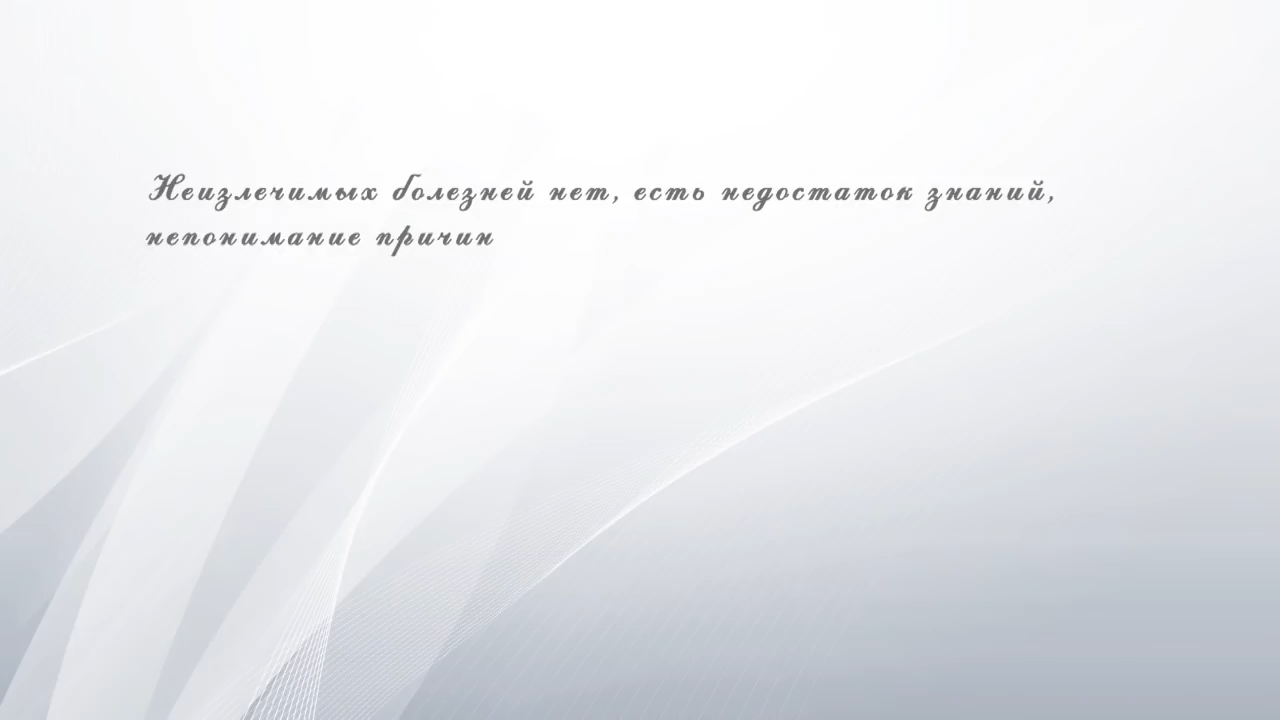 Неизлечимых болезней нет, есть недостаток знаний,
непонимание причин